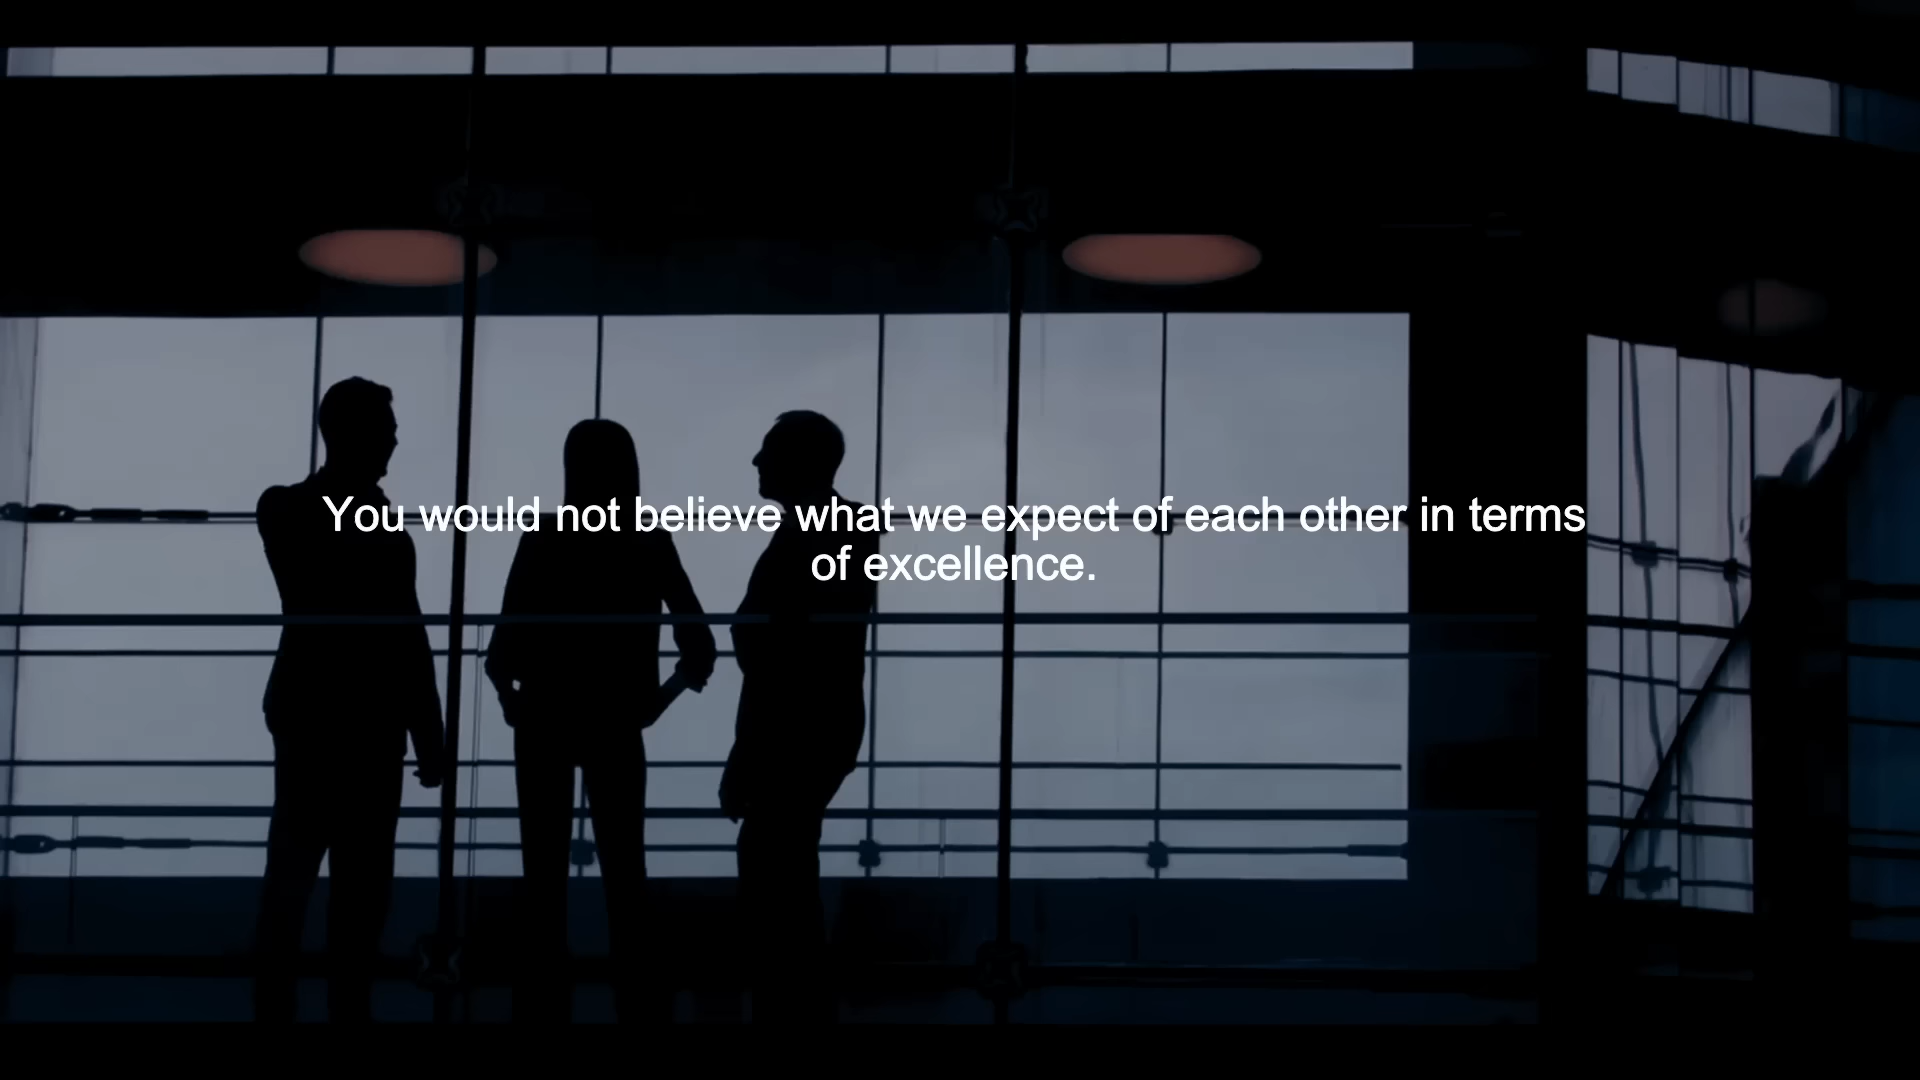 You would not believe what we expect of each other in terms
of excellence.